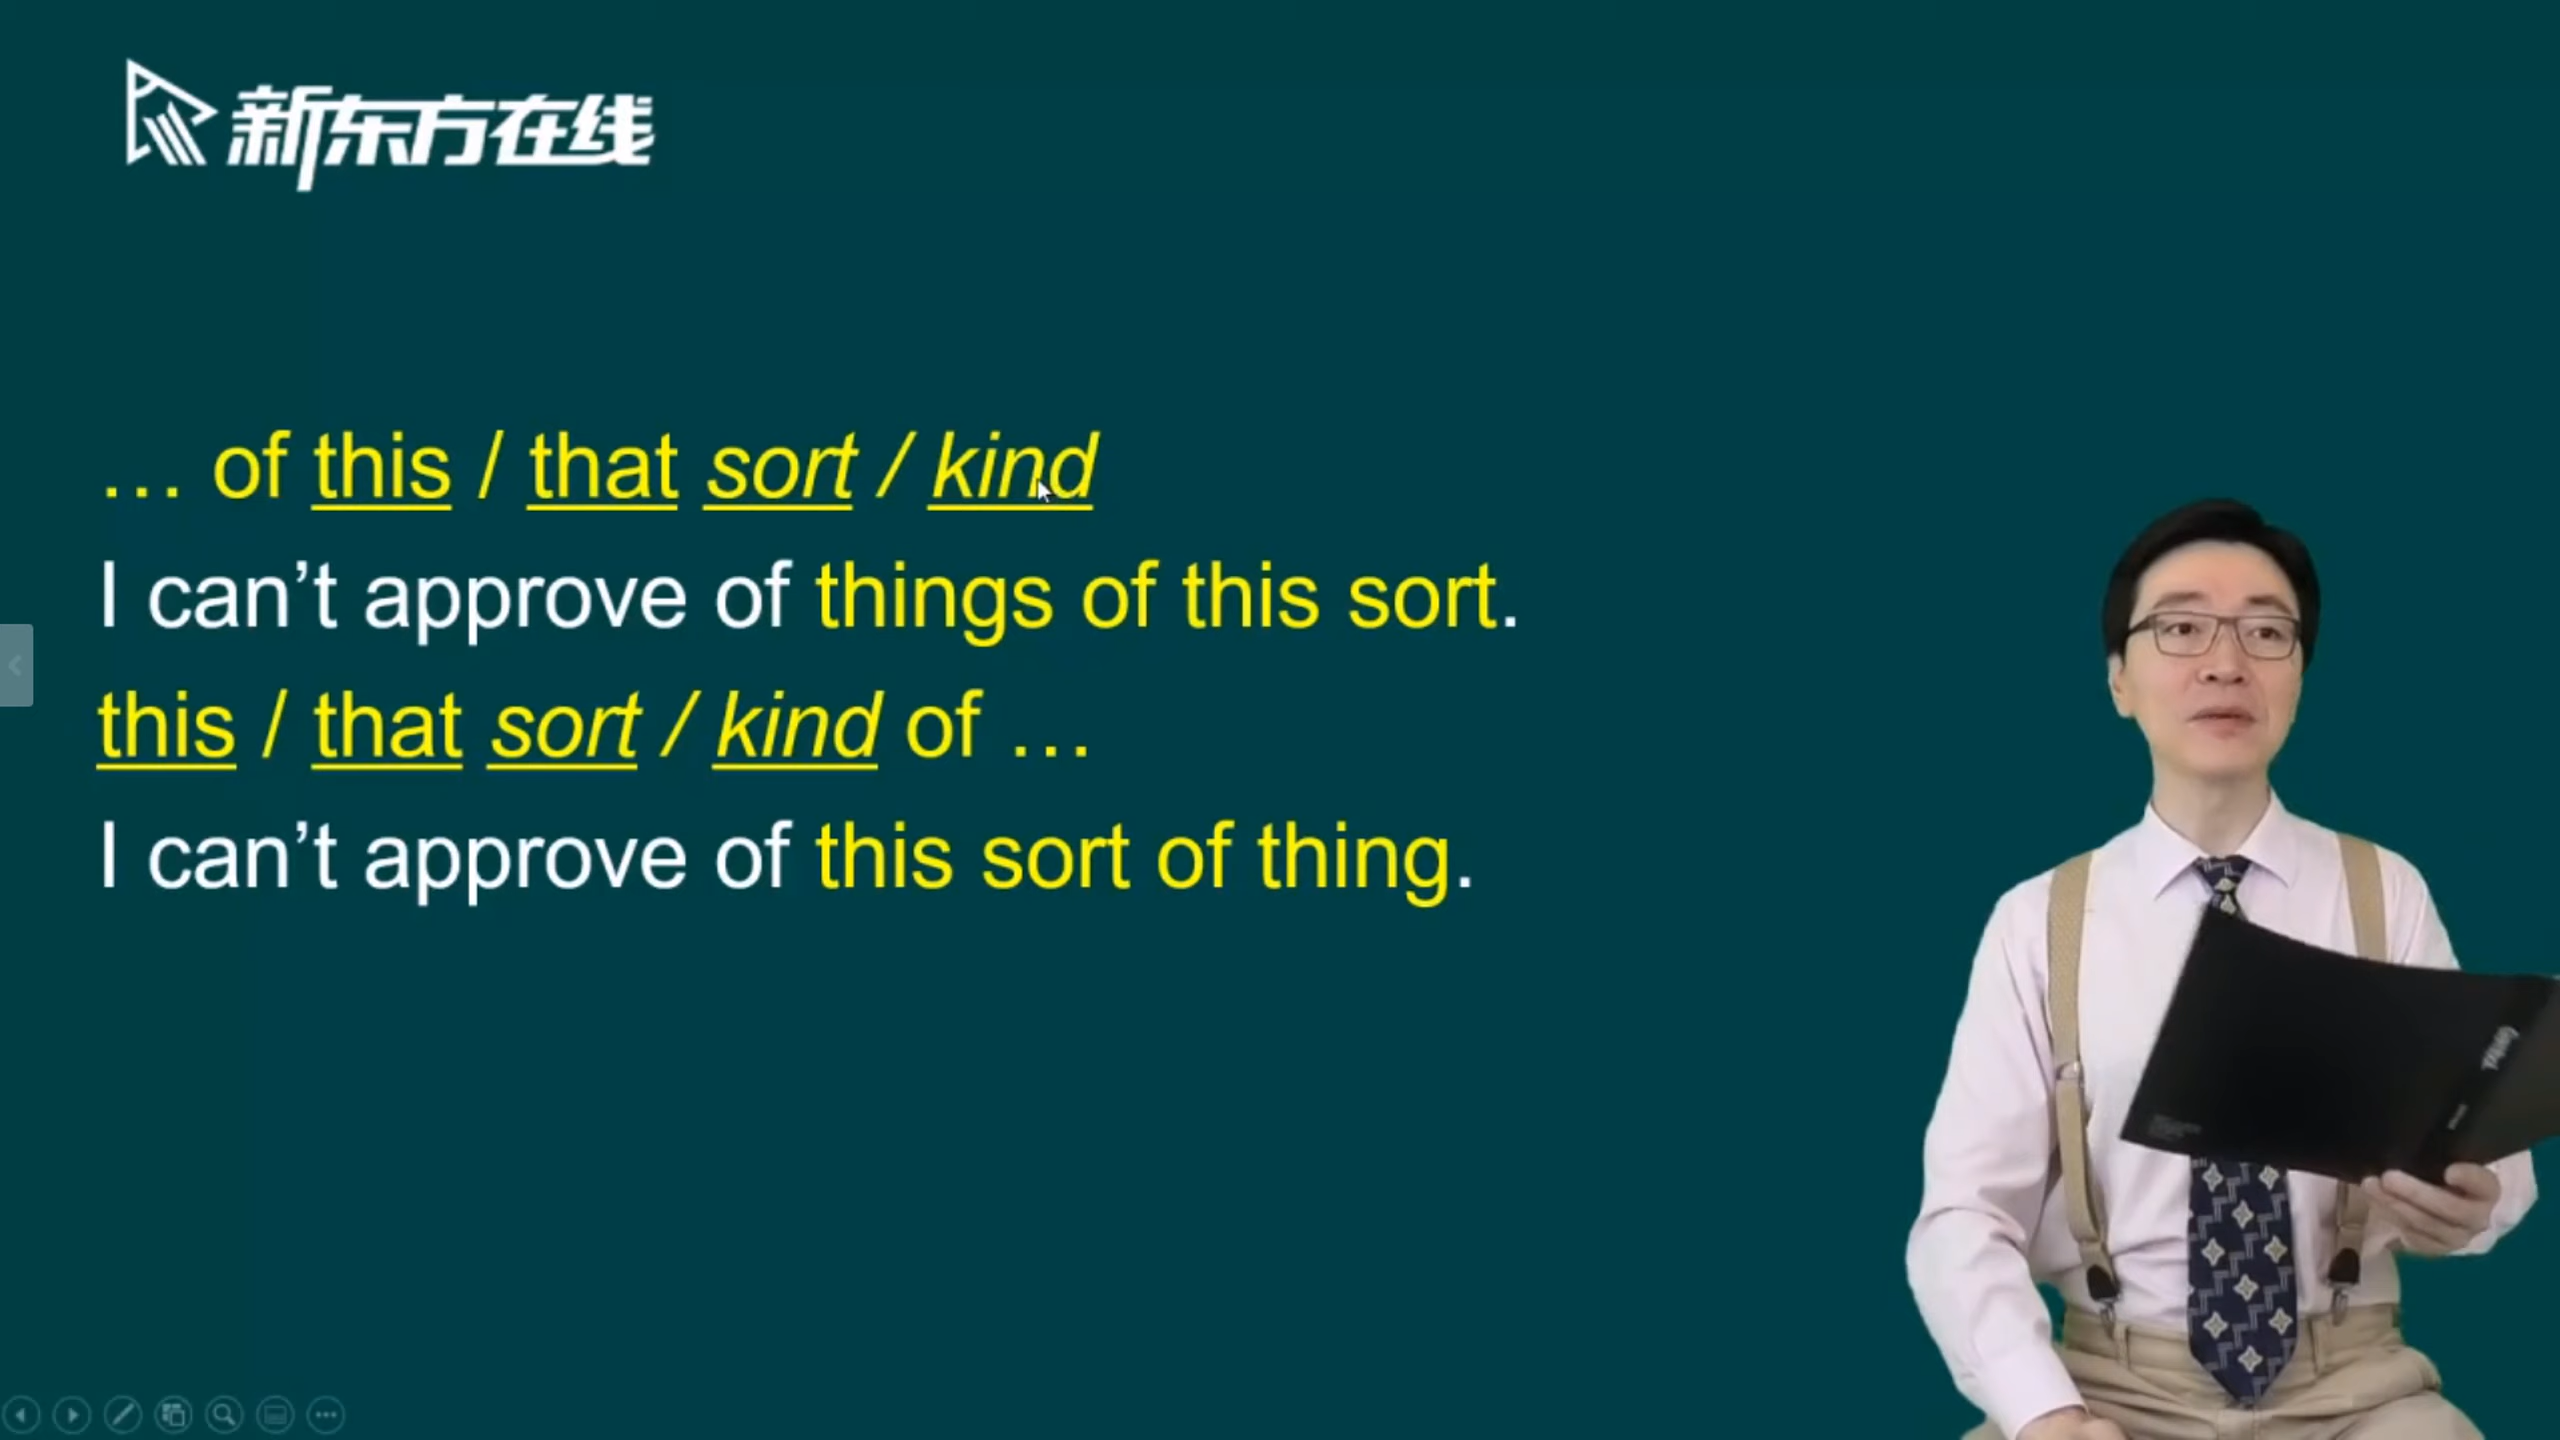 新东方在线
… of this / that sort / kind
I can’t approve of things of this sort.
this / that sort / kind of …
I can’t approve of this sort of thing.